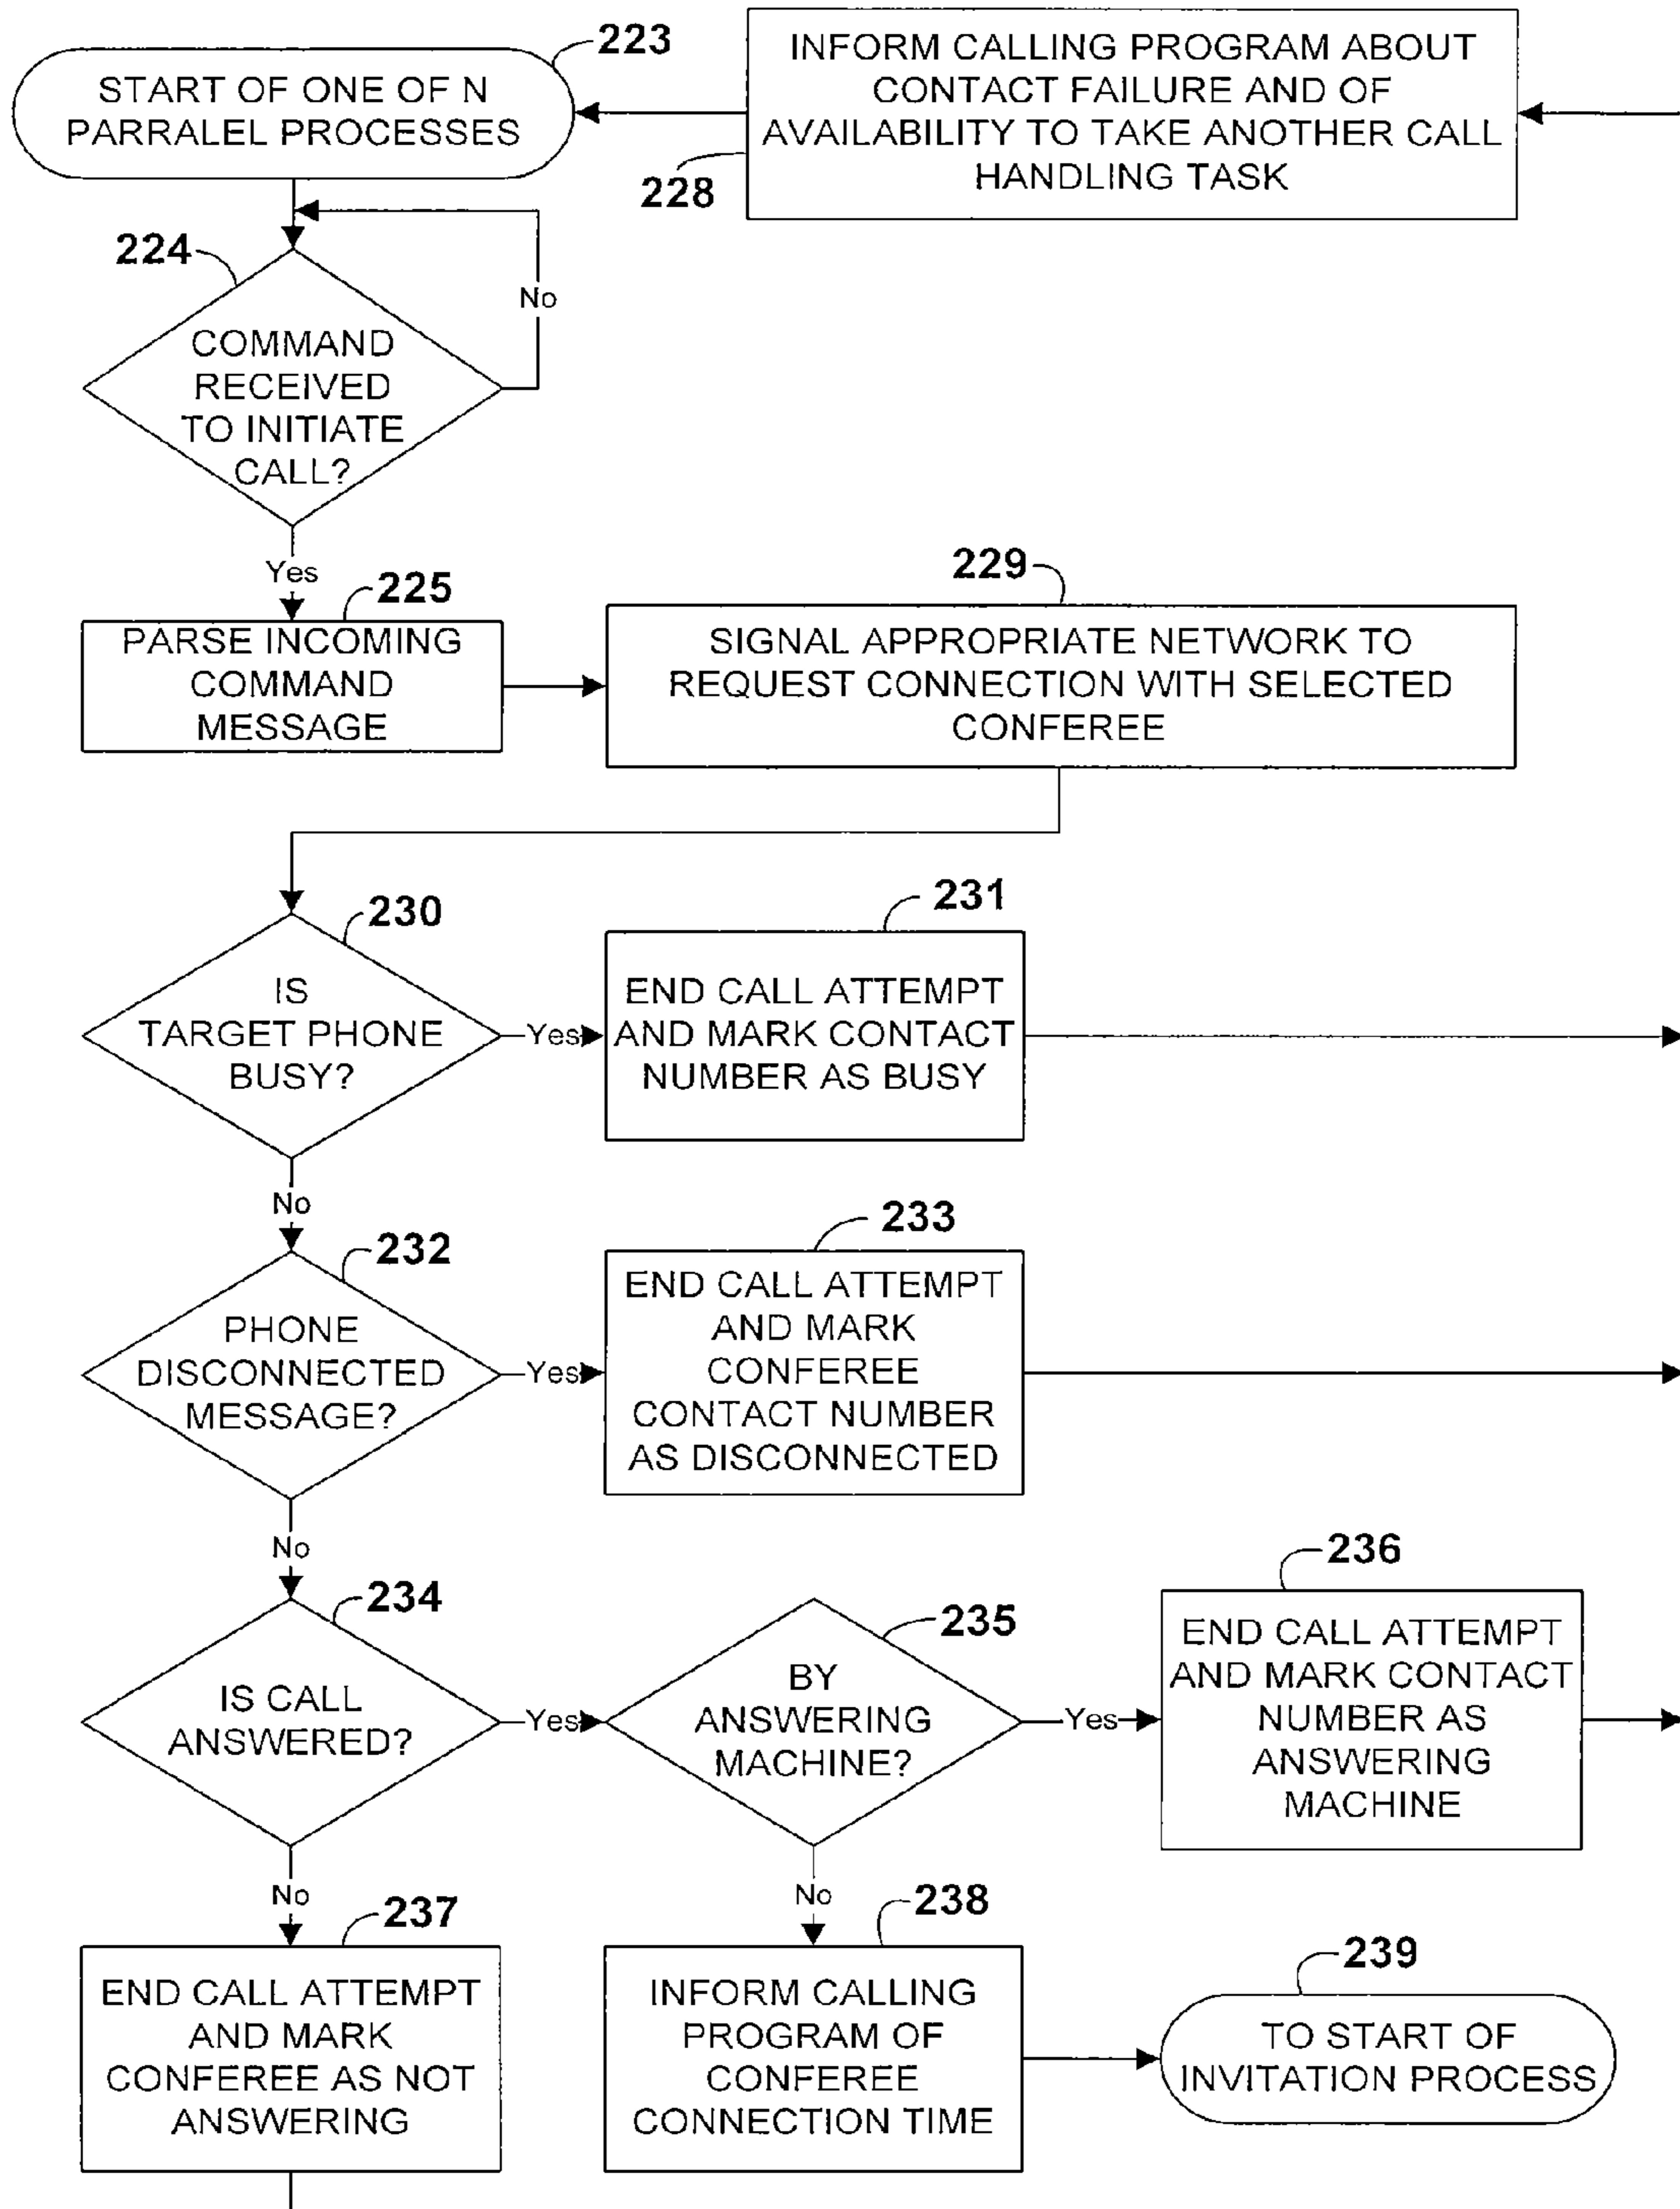 223
START OF ONE OF N
PARRALEL PROCESSES
INFORM CALLING PROGRAM ABOUT
CONTACT FAILURE AND OF
AVAILABILITY TO TAKE ANOTHER CALL
HANDLING TASK
228
224
COMMAND
RECEIVED
TO INITIATE
CALL?
No
Yes
225
PARSE INCOMING
COMMAND
MESSAGE
229
SIGNAL APPROPRIATE NETWORK TO
REQUEST CONNECTION WITH SELECTED
CONFEREE
230
IS
TARGET PHONE
BUSY?
Yes
231
END CALL ATTEMPT
AND MARK CONTACT
NUMBER AS BUSY
No
232
PHONE
DISCONNECTED
MESSAGE?
Yes
233
END CALL ATTEMPT
AND MARK
CONFEREE
CONTACT NUMBER
AS DISCONNECTED
No
234
IS CALL
ANSWERED?
Yes
235
BY
ANSWERING
MACHINE?
Yes
236
END CALL ATTEMPT
AND MARK CONTACT
NUMBER AS
ANSWERING
MACHINE
No
237
END CALL ATTEMPT
AND MARK
CONFEREE AS NOT
ANSWERING
No
238
INFORM CALLING
PROGRAM OF
CONFEREE
CONNECTION TIME
239
TO START OF
INVITATION PROCESS